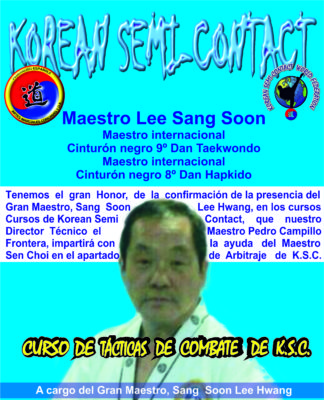 KOREAN SEMI-CONTACT
道
Maestro Lee Sang Soon
Maestro internacional
Cinturón negro 9º Dan Taekwondo
Maestro internacional
Cinturón negro 8º Dan Hapkido
Tenemos el gran Honor, de la confirmación de la presencia del
Gran Maestro, Sang Soon Lee Hwang, en los cursos
Cursos de Korean Semi Contact, que nuestro
Director Técnico el Maestro Pedro Campillo
Frontera, impartirá con la ayuda del Maestro
Sen Choi en el apartado de Arbitraje de K.S.C.
CURSO DE TÁCTICAS DE COMBATE DE K.S.C.
A cargo del Gran Maestro, Sang Soon Lee Hwang